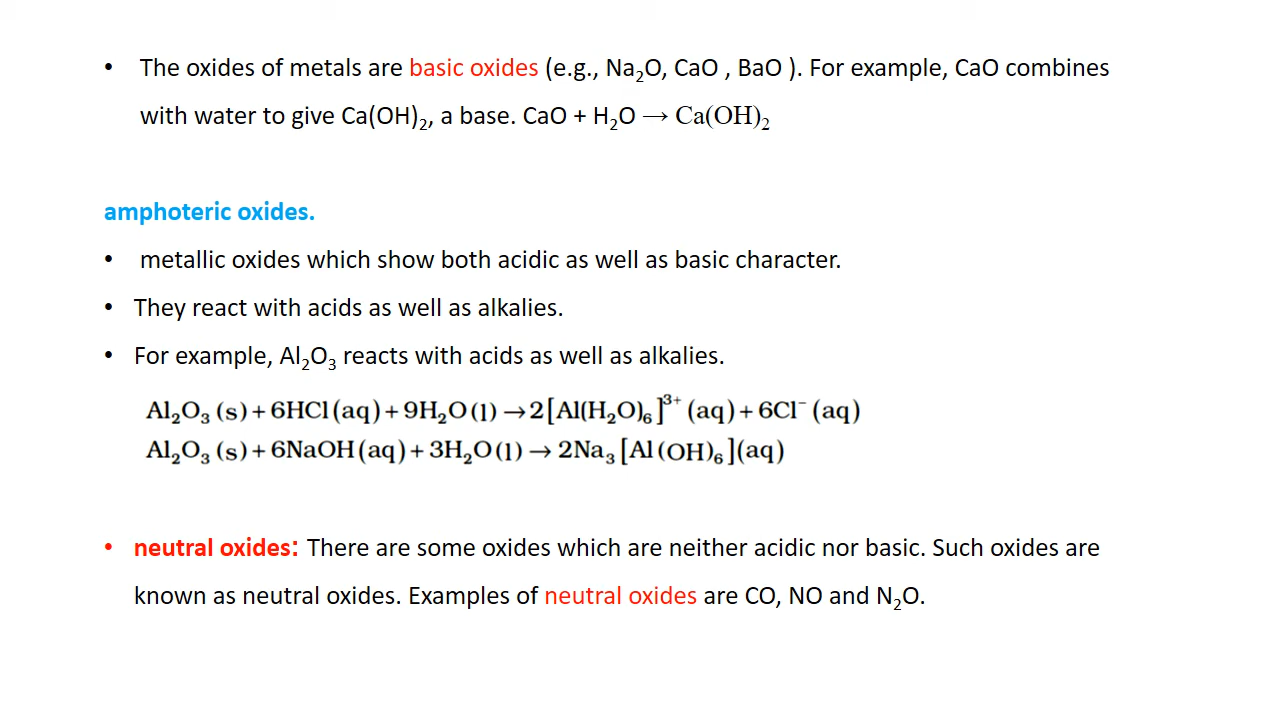 • The oxides of metals are basic oxides (e.g., Na₂O, CaO , BaO ). For example, CaO combines
with water to give Ca(OH)₂, a base. CaO + H₂O → Ca(OH)₂
amphoteric oxides.
• metallic oxides which show both acidic as well as basic character.
• They react with acids as well as alkalies.
• For example, Al₂O₃ reacts with acids as well as alkalies.
Al₂O₃ (s) + 6HCl (aq) + 9H₂O (l) → 2[Al(H₂O)₆]³⁺ (aq) + 6Cl⁻ (aq)
Al₂O₃ (s) + 6NaOH (aq) + 3H₂O (l) → 2Na₃ [Al (OH)₆](aq)
• neutral oxides: There are some oxides which are neither acidic nor basic. Such oxides are
known as neutral oxides. Examples of neutral oxides are CO, NO and N₂O.